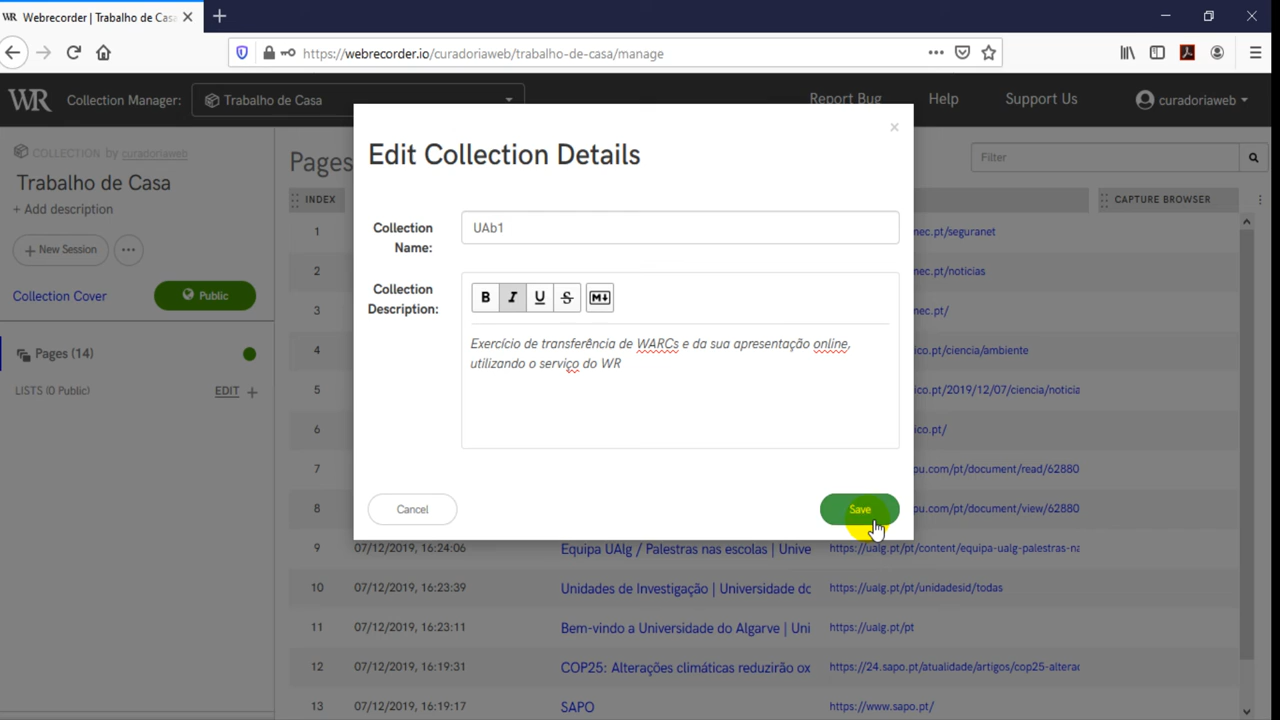 WR Webrecorder | Trabalho de Casa
https://webrecorder.io/curadoriaweb/trabalho-de-casa/manage
WR Collection Manager: Trabalho de Casa Report Bug Help Support Us curadoriaweb
COLLECTION by curadoriaweb
Trabalho de Casa
+ Add description
+ New Session
Collection Cover Public
Pages (14)
LISTS (0 Public) EDIT +
Pages
Filter
INDEX CAPTURE BROWSER
1 nec.pt/seguranet
2 nec.pt/noticias
3 nec.pt/
4 ico.pt/ciencia/ambiente
5 ico.pt/2019/12/07/ciencia/noticia
6 ico.pt/
7 pu.com/pt/document/read/62880
8 pu.com/pt/document/view/62880
9 07/12/2019, 16:24:06 Equipa UAlg / Palestras nas escolas | Unive https://ualg.pt/pt/content/equipa-ualg-palestras-na
10 07/12/2019, 16:23:39 Unidades de Investigação | Universidade do https://ualg.pt/pt/unidadesid/todas
11 07/12/2019, 16:23:11 Bem-vindo a Universidade do Algarve | Uni https://ualg.pt/pt
12 07/12/2019, 16:19:31 COP25: Alterações climáticas reduzirão ox https://24.sapo.pt/atualidade/artigos/cop25-alterac
13 07/12/2019, 16:19:17 SAPO https://www.sapo.pt/
Edit Collection Details
Collection Name: UAb1
Collection Description:
B I U S M
Exercício de transferência de WARCs e da sua apresentação online,
utilizando o serviço do WR
Cancel Save